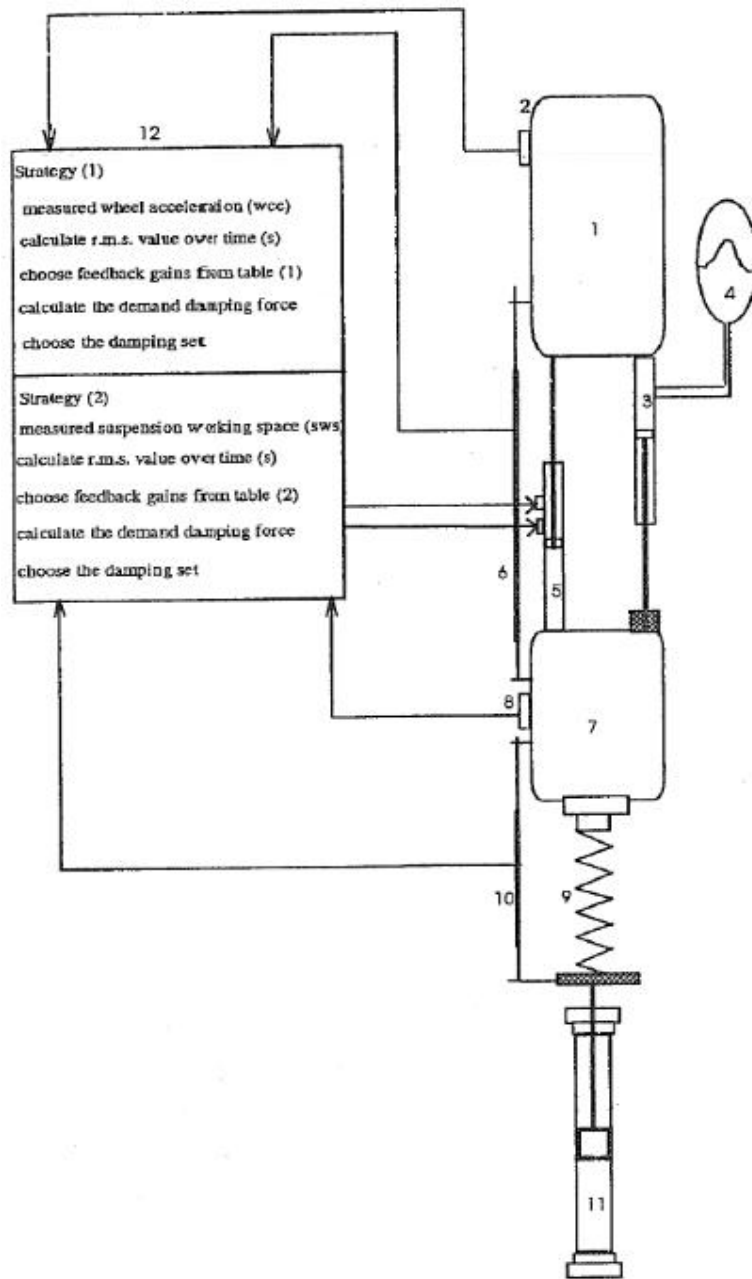 12
Strategy (1)
measured wheel acceleration (wcc)
calculate r.m.s. value over time (s)
choose feedback gains from table (1)
calculate the demand damping force
choose the damping set
Strategy (2)
measured suspension working space (sws)
calculate r.m.s. value over time (s)
choose feedback gains from table (2)
calculate the demand damping force
choose the damping set
2
1
4
3
6
5
8
7
10
9
11